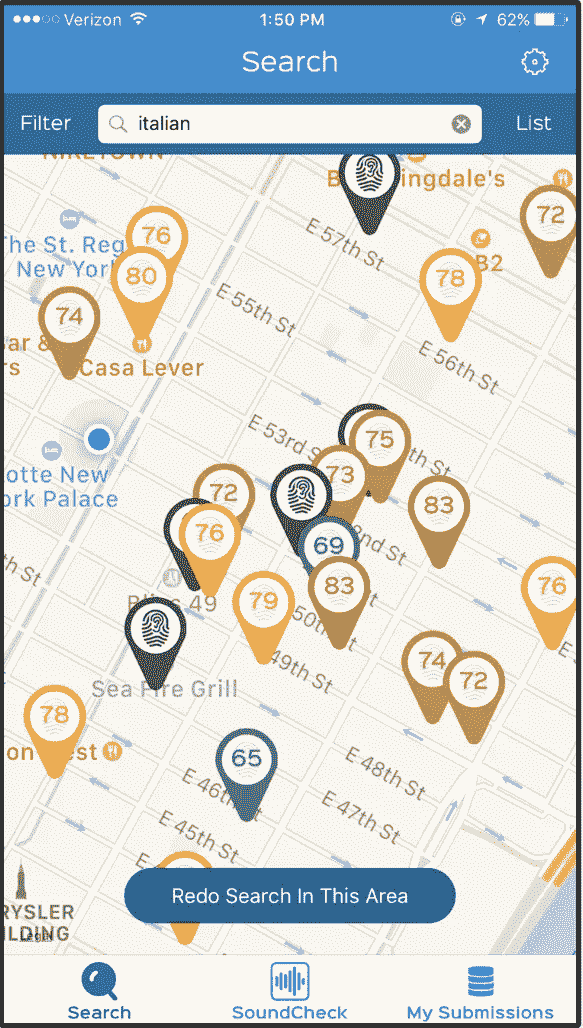 Verizon 1:50 PM 62%
Search
Filter italian List
NIKETOWN
B ingdale's
72
76
The St. Reg
New York
E 57th St
78 B2
80
74
E 55th St
ar &
rs
Casa Lever
E 56th St
E 53rd S
75
th St
73
otte New
ork Palace
72
83
76
69
2nd St
th St
Bliss 49
79
83
76
50th
St
49th St
74
72
Sea Fire Grill
78
on West
65
E 48th St
E 46th St
E 47th St
E 45th St
Redo Search In This Area
RYSLER
ILDING
Legal
Search SoundCheck My Submissions